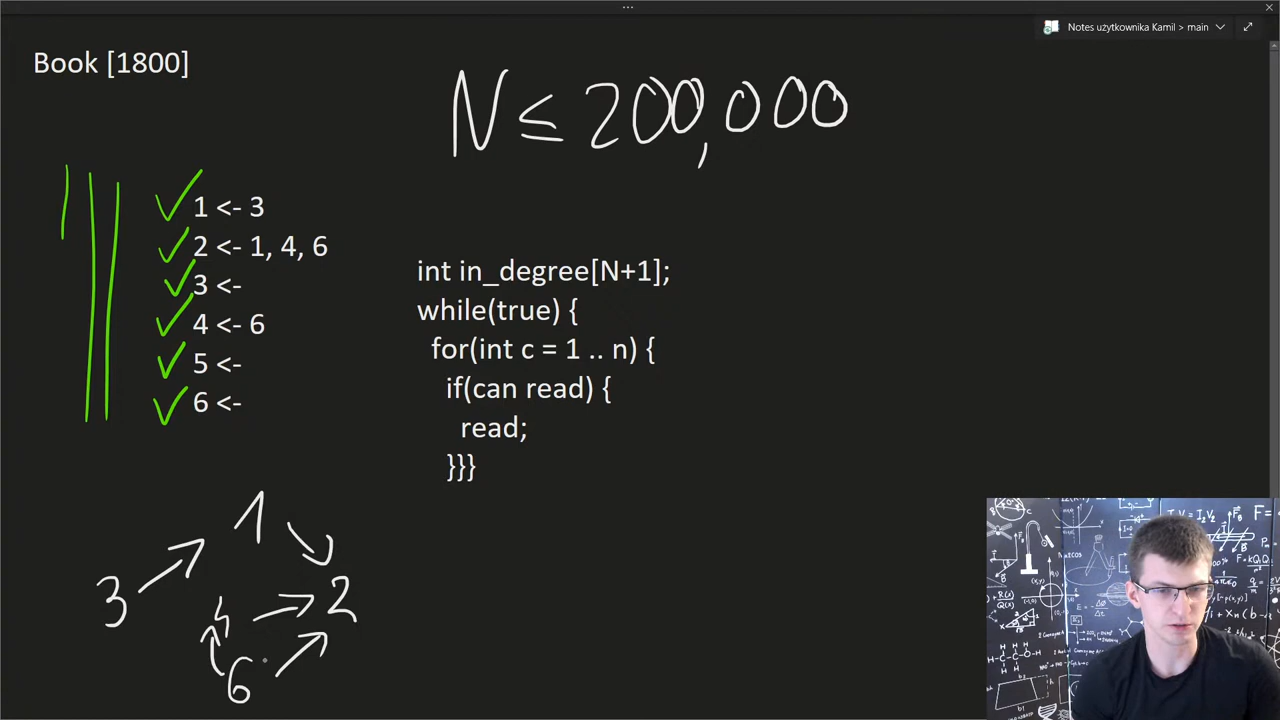 Notes użytkownika Kamil > main
Book [1800]
N ≤ 200,000
1 <- 3
2 <- 1, 4, 6
3 <-
4 <- 6
5 <-
6 <-
int in_degree[N+1];
while(true) {
for(int c = 1 .. n) {
if(can read) {
read;
}}}
1
3
4
2
6